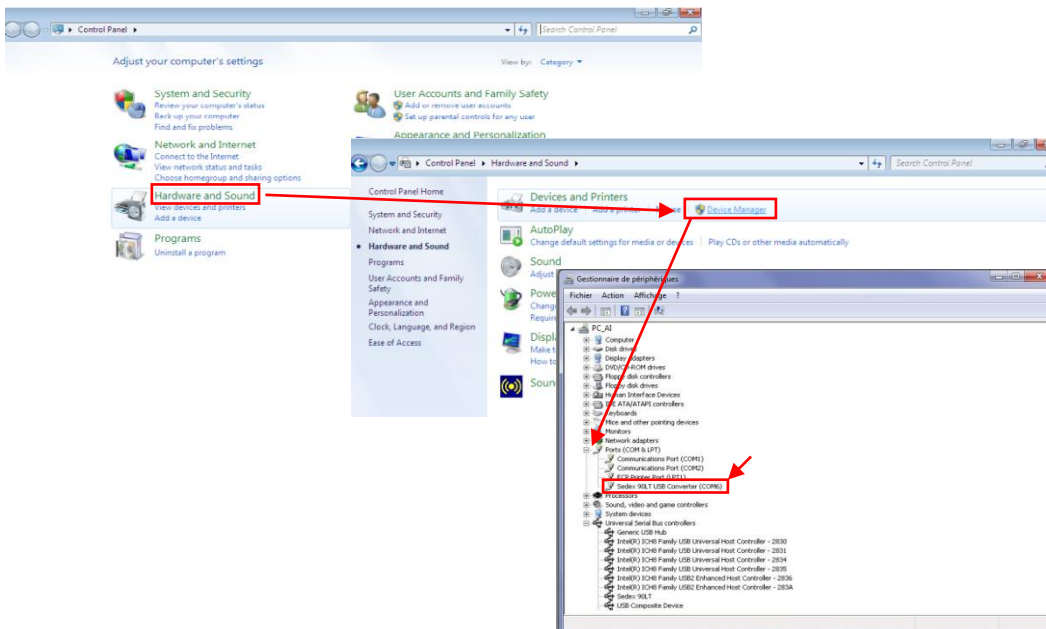 Control Panel
Search Control Panel
Adjust your computer's settings
View by: Category
System and Security
Review your computer's status
Back up your computer
Find and fix problems
Network and Internet
Connect to the Internet
View network status and tasks
Choose homegroup and sharing options
Hardware and Sound
View devices and printers
Add a device
Programs
Uninstall a program
User Accounts and Family Safety
Add or remove user accounts
Set up parental controls for any user
Appearance and Personalization
Control Panel Hardware and Sound
Search Control Panel
Control Panel Home
System and Security
Network and Internet
Hardware and Sound
Programs
User Accounts and Family
Safety
Appearance and
Personalization
Clock, Language, and Region
Ease of Access
Devices and Printers
Add a device Add a printer Device Manager
AutoPlay
Change default settings for media or devices Play CDs or other media automatically
Sound
Adjust
Powe
Chang
Require
Displ
Make t
How to
Soun
Gestionnaire de périphériques
Fichier Action Affichage ?
PC_AI
Computer
Disk drives
Display adapters
DVD/CD-ROM drives
Floppy disk controllers
Floppy disk drives
Human Interface Devices
IDE ATA/ATAPI controllers
Keyboards
Mice and other pointing devices
Monitors
Network adapters
Ports (COM & LPT)
Communications Port (COM1)
Communications Port (COM2)
ECP Printer Port (LPT1)
Sedex 90LT USB Converter (COM6)
Processors
Sound, video and game controllers
System devices
Universal Serial Bus controllers
Generic USB Hub
Intel(R) ICH8 Family USB Universal Host Controller - 2830
Intel(R) ICH8 Family USB Universal Host Controller - 2831
Intel(R) ICH8 Family USB Universal Host Controller - 2834
Intel(R) ICH8 Family USB Universal Host Controller - 2835
Intel(R) ICH8 Family USB2 Enhanced Host Controller - 2836
Intel(R) ICH8 Family USB2 Enhanced Host Controller - 283A
Sedex 90LT
USB Composite Device